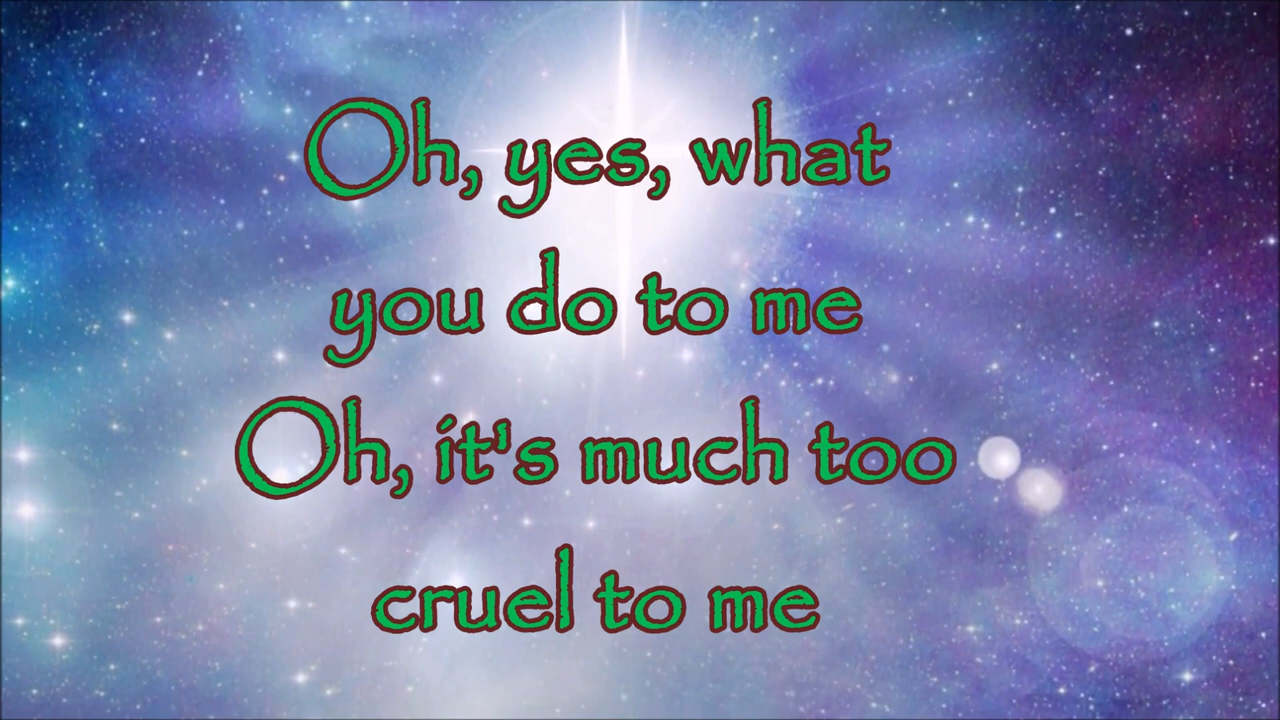 Oh, yes, what
you do to me
Oh, it's much too
cruel to me